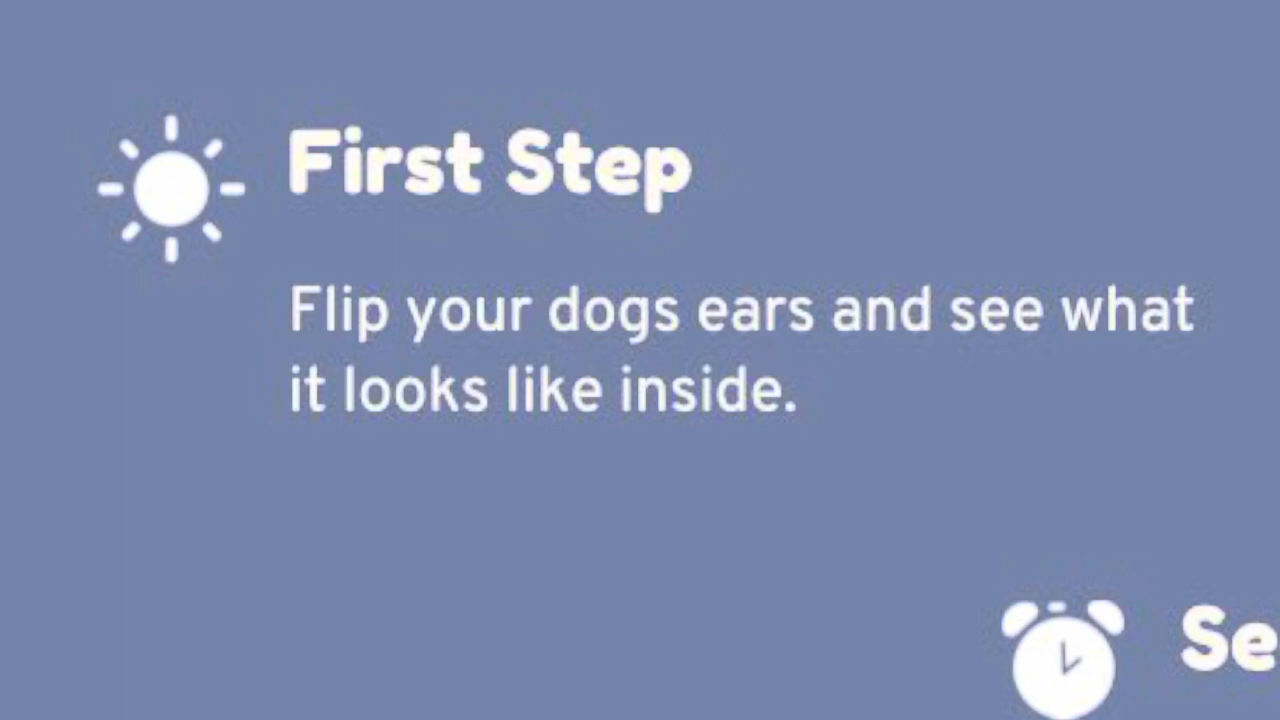 First Step
Flip your dogs ears and see what
it looks like inside.
Se